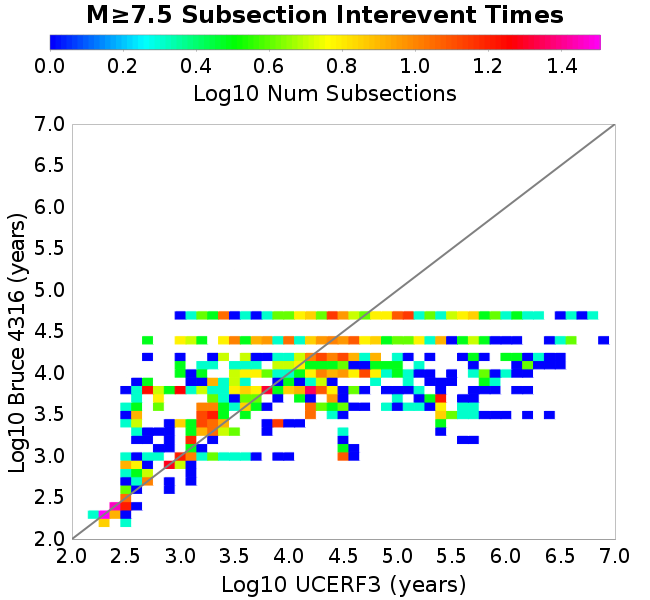 M≥7.5 Subsection Interevent Times
0.0 0.2 0.4 0.6 0.8 1.0 1.2 1.4
Log10 Num Subsections
7.0
6.5
6.0
5.5
5.0
4.5
4.0
3.5
3.0
2.5
2.0
Log10 Bruce 4316 (years)
2.0 2.5 3.0 3.5 4.0 4.5 5.0 5.5 6.0 6.5 7.0
Log10 UCERF3 (years)